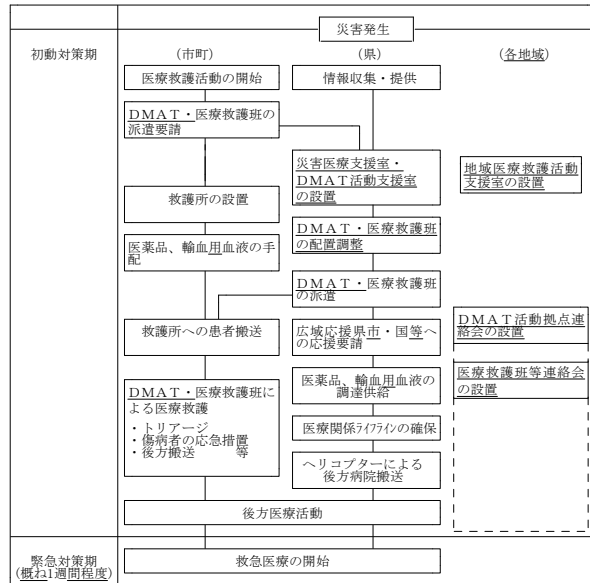 災害発生
初動対策期
(市町)
(県)
(各地域)
医療救護活動の開始
情報収集・提供
DMAT・医療救護班の
派遣要請
災害医療支援室・
DMAT活動支援室
の設置
地域医療救護活動
支援室の設置
救護所の設置
DMAT・医療救護班
の配置調整
医薬品、輸血用血液の手
配
DMAT・医療救護班
の派遣
救護所への患者搬送
広域応援県市・国等へ
の応援要請
DMAT活動拠点連
絡会の設置
医薬品、輸血用血液の
調達供給
医療救護班等連絡会
の設置
DMAT・医療救護班に
よる医療救護
・トリアージ
・傷病者の応急措置
・後方搬送 等
医療関係ﾗｲﾌﾗｲﾝの確保
ヘリコプターによる
後方病院搬送
後方医療活動
緊急対策期
(概ね1週間程度)
救急医療の開始